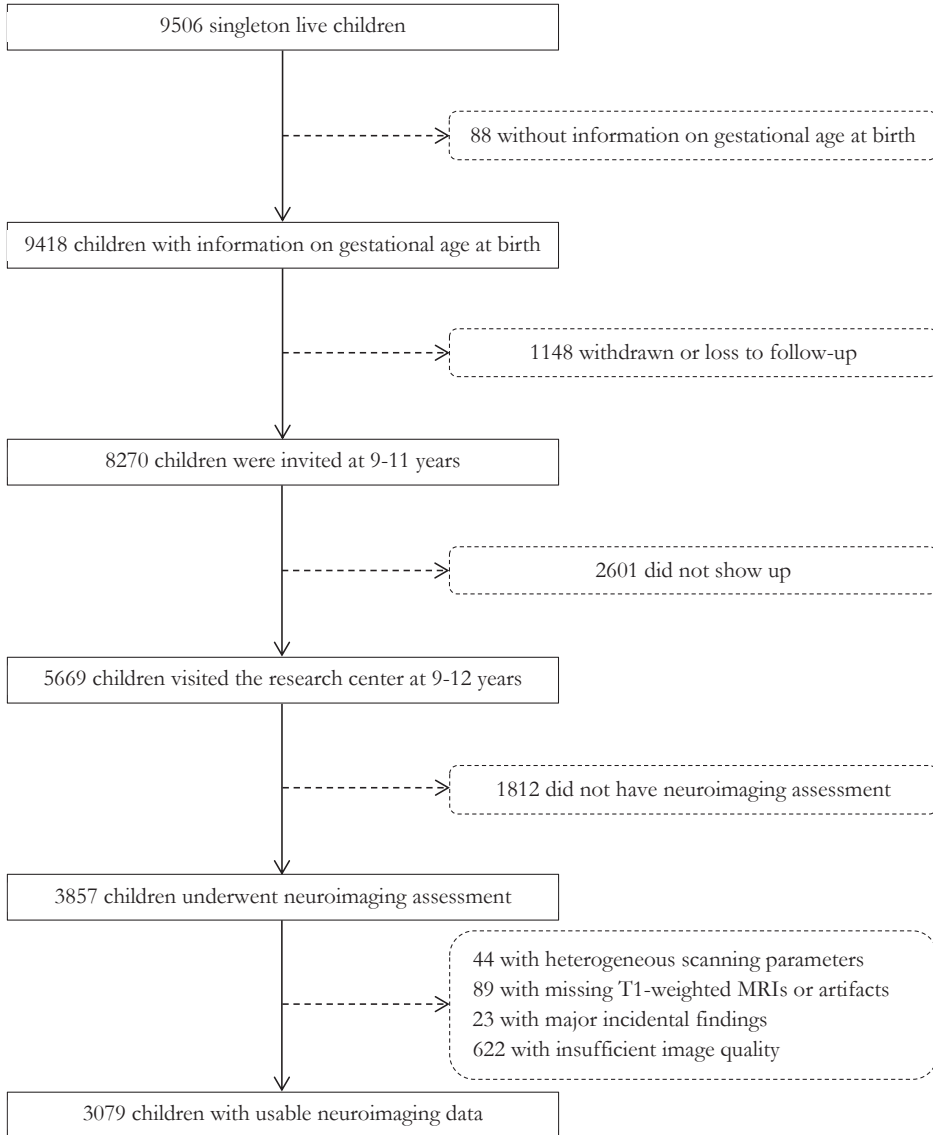 9506 singleton live children
88 without information on gestational age at birth
9418 children with information on gestational age at birth
1148 withdrawn or loss to follow-up
8270 children were invited at 9-11 years
2601 did not show up
5669 children visited the research center at 9-12 years
1812 did not have neuroimaging assessment
3857 children underwent neuroimaging assessment
44 with heterogeneous scanning parameters
89 with missing T1-weighted MRIs or artifacts
23 with major incidental findings
622 with insufficient image quality
3079 children with usable neuroimaging data